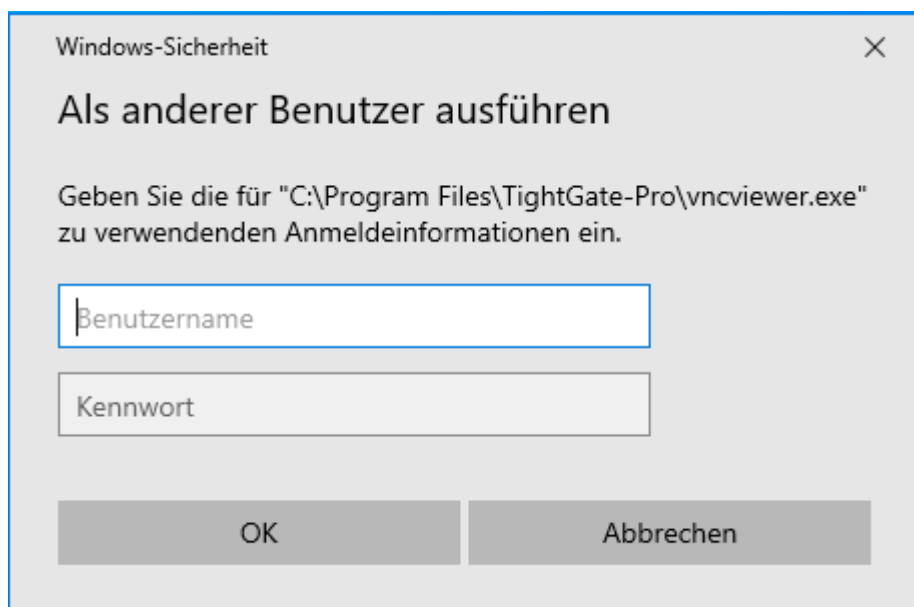 Windows-Sicherheit
Als anderer Benutzer ausführen
Geben Sie die für "C:\Program Files\TightGate-Pro\vncviewer.exe"
zu verwendenden Anmeldeinformationen ein.
Benutzername
Kennwort
OK
Abbrechen